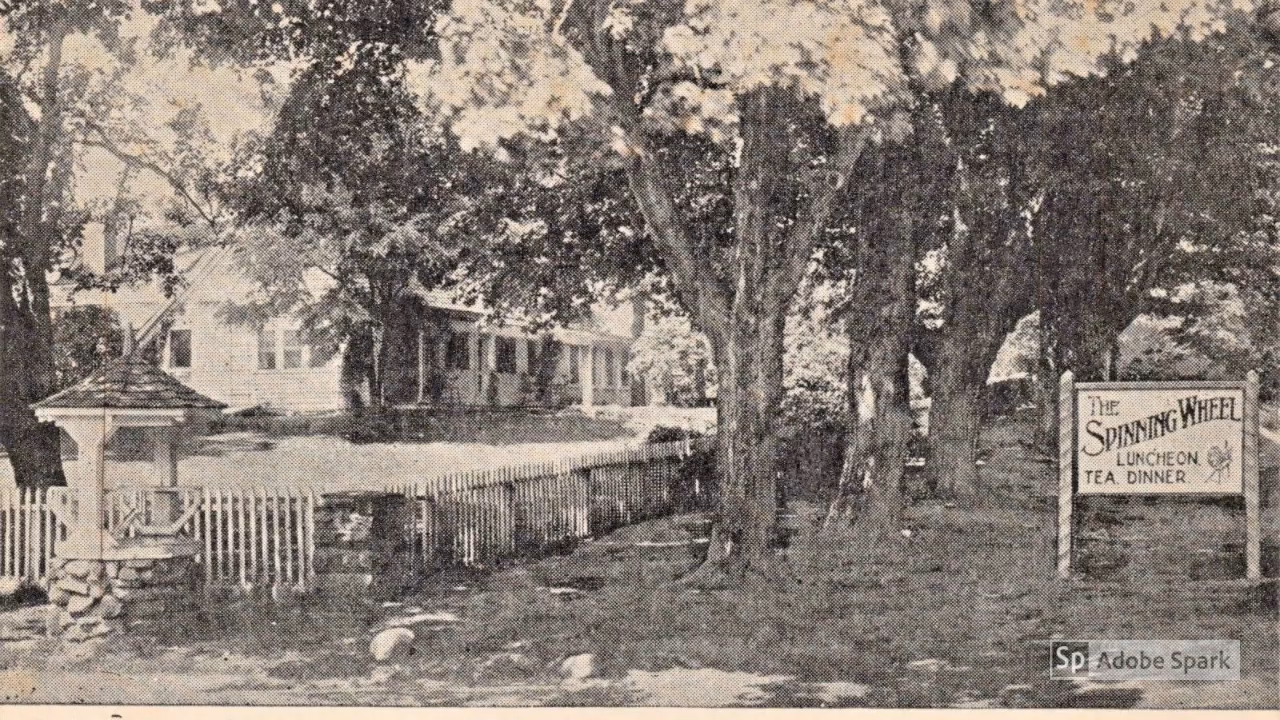 THE
SPINNING WHEEL
LUNCHEON
TEA. DINNER
Sp Adobe Spark